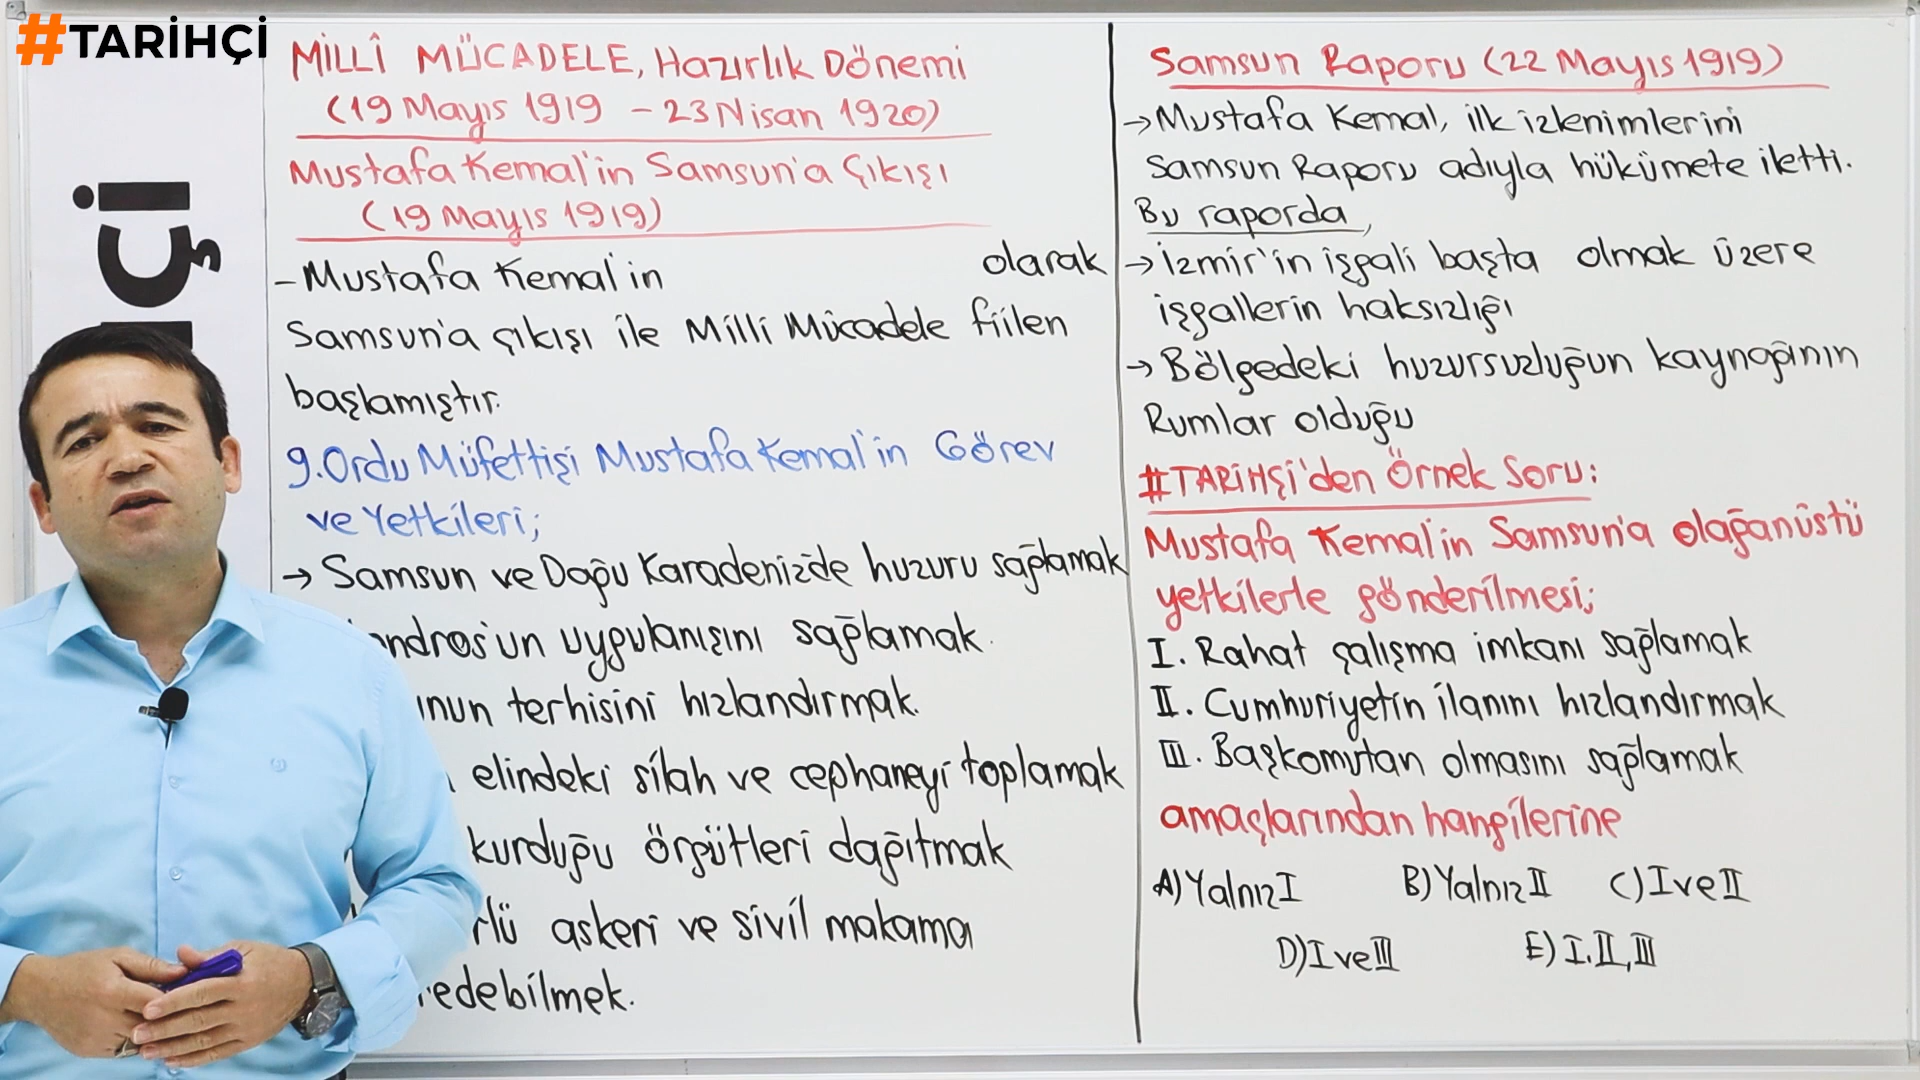 #TARİHÇİ
MİLLÎ MÜCADELE, Hazırlık Dönemi
(19 Mayıs 1919 – 23 Nisan 1920)
Mustafa Kemal'in Samsun'a Çıkışı
(19 Mayıs 1919)
– Mustafa Kemal'in olarak
Samsun'a çıkışı ile Milli Mücadele fiilen
başlamıştır.
9. Ordu Müfettişi Mustafa Kemal'in Görev
ve Yetkileri;
→ Samsun ve Doğu Karadeniz'de huzuru sağlamak
ndros'un uygulanışını sağlamak.
nun terhisini hızlandırmak.
elindeki silah ve cephaneyi toplamak
kurduğu örgütleri dağıtmak
rlü askeri ve sivil makama
redebilmek.
Samsun Raporu (22 Mayıs 1919)
→ Mustafa Kemal, ilk izlenimlerini
Samsun Raporu adıyla hükümete iletti.
Bu raporda,
→ İzmir'in işgali başta olmak üzere
işgallerin haksızlığı
→ Bölgedeki huzursuzluğun kaynağının
Rumlar olduğu
#TARİHÇİ'den Örnek Soru:
Mustafa Kemal'in Samsun'a olağanüstü
yetkilerle gönderilmesi;
I. Rahat çalışma imkanı sağlamak
II. Cumhuriyetin ilanını hızlandırmak
III. Başkomutan olmasını sağlamak
amaçlarından hangilerine
A) Yalnız I B) Yalnız II C) I ve II
D) I ve III E) I, II, III